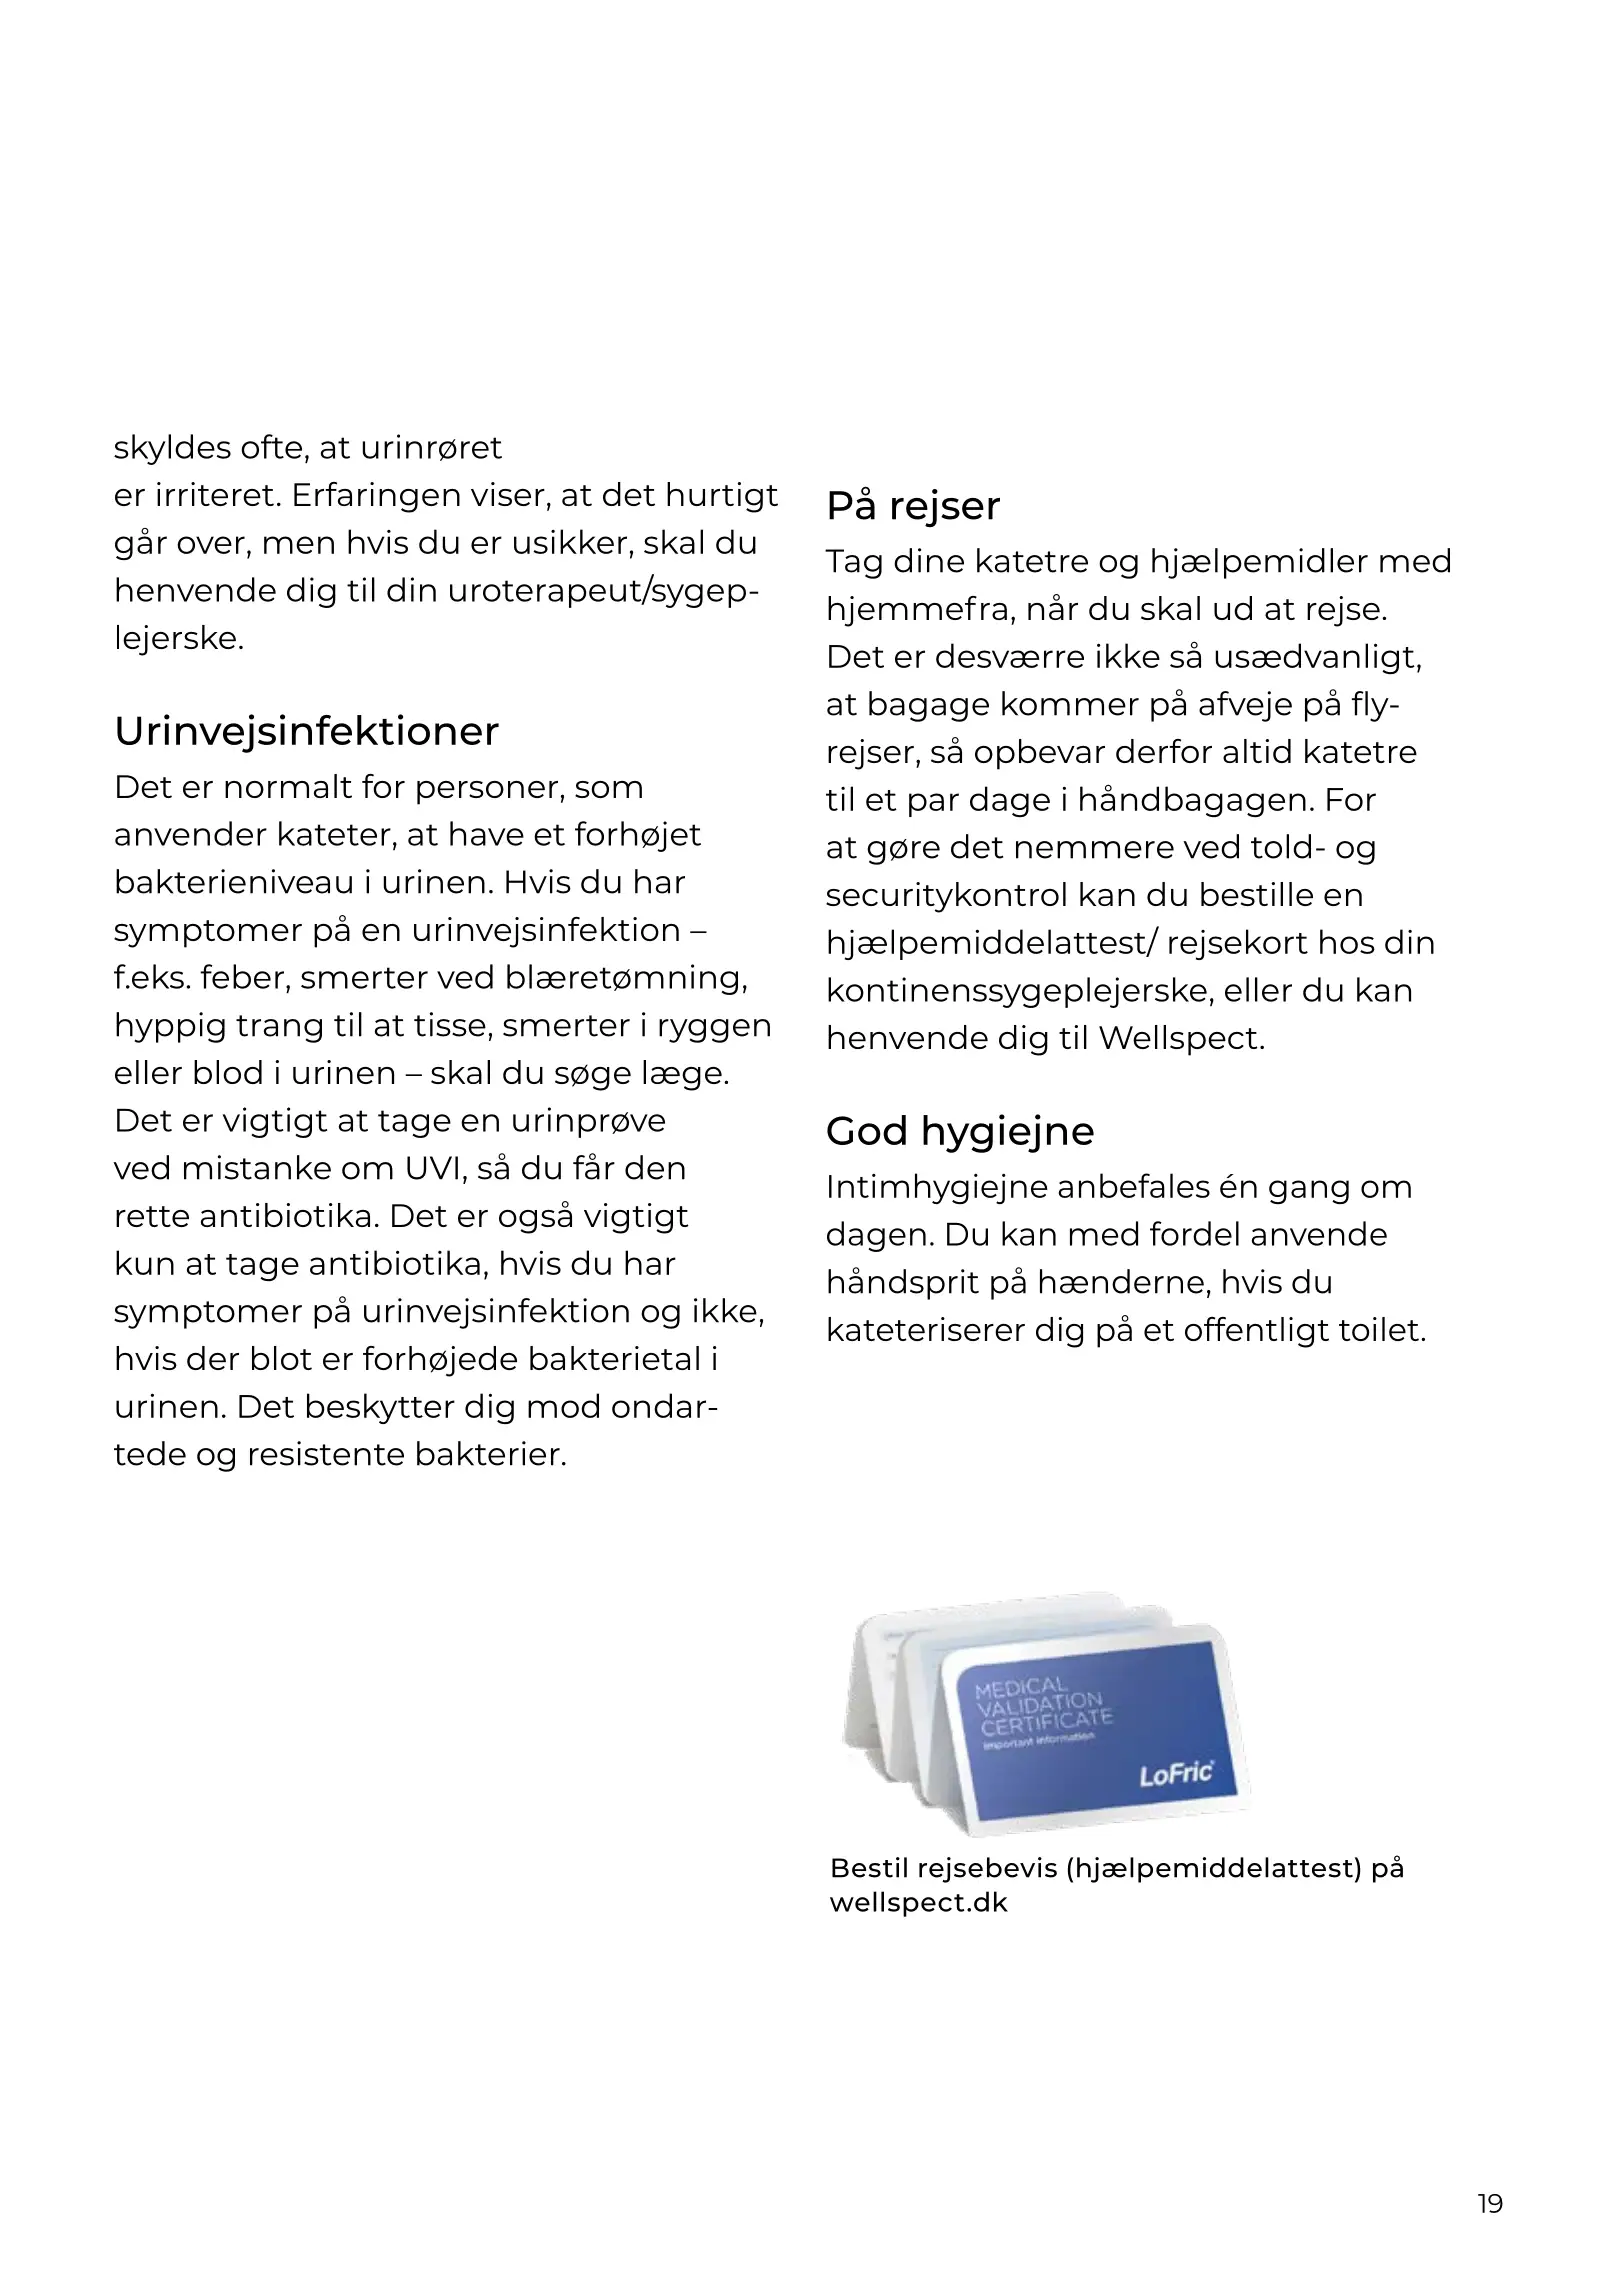 skyldes ofte, at urinrøret
er irriteret. Erfaringen viser, at det hurtigt
går over, men hvis du er usikker, skal du
henvende dig til din uroterapeut/sygep-
lejerske.
Urinvejsinfektioner
Det er normalt for personer, som
anvender kateter, at have et forhøjet
bakterieniveau i urinen. Hvis du har
symptomer på en urinvejsinfektion –
f.eks. feber, smerter ved blæretømning,
hyppig trang til at tisse, smerter i ryggen
eller blod i urinen – skal du søge læge.
Det er vigtigt at tage en urinprøve
ved mistanke om UVI, så du får den
rette antibiotika. Det er også vigtigt
kun at tage antibiotika, hvis du har
symptomer på urinvejsinfektion og ikke,
hvis der blot er forhøjede bakterietal i
urinen. Det beskytter dig mod ondar-
tede og resistente bakterier.
På rejser
Tag dine katetre og hjælpemidler med
hjemmefra, når du skal ud at rejse.
Det er desværre ikke så usædvanligt,
at bagage kommer på afveje på fly-
rejser, så opbevar derfor altid katetre
til et par dage i håndbagagen. For
at gøre det nemmere ved told- og
securitykontrol kan du bestille en
hjælpemiddelattest/ rejsekort hos din
kontinenssygeplejerske, eller du kan
henvende dig til Wellspect.
God hygiejne
Intimhygiejne anbefales én gang om
dagen. Du kan med fordel anvende
håndsprit på hænderne, hvis du
kateteriserer dig på et offentligt toilet.
MEDICAL
VALIDATION
CERTIFICATE
Important information
LoFric®
Bestil rejsebevis (hjælpemiddelattest) på
wellspect.dk
19